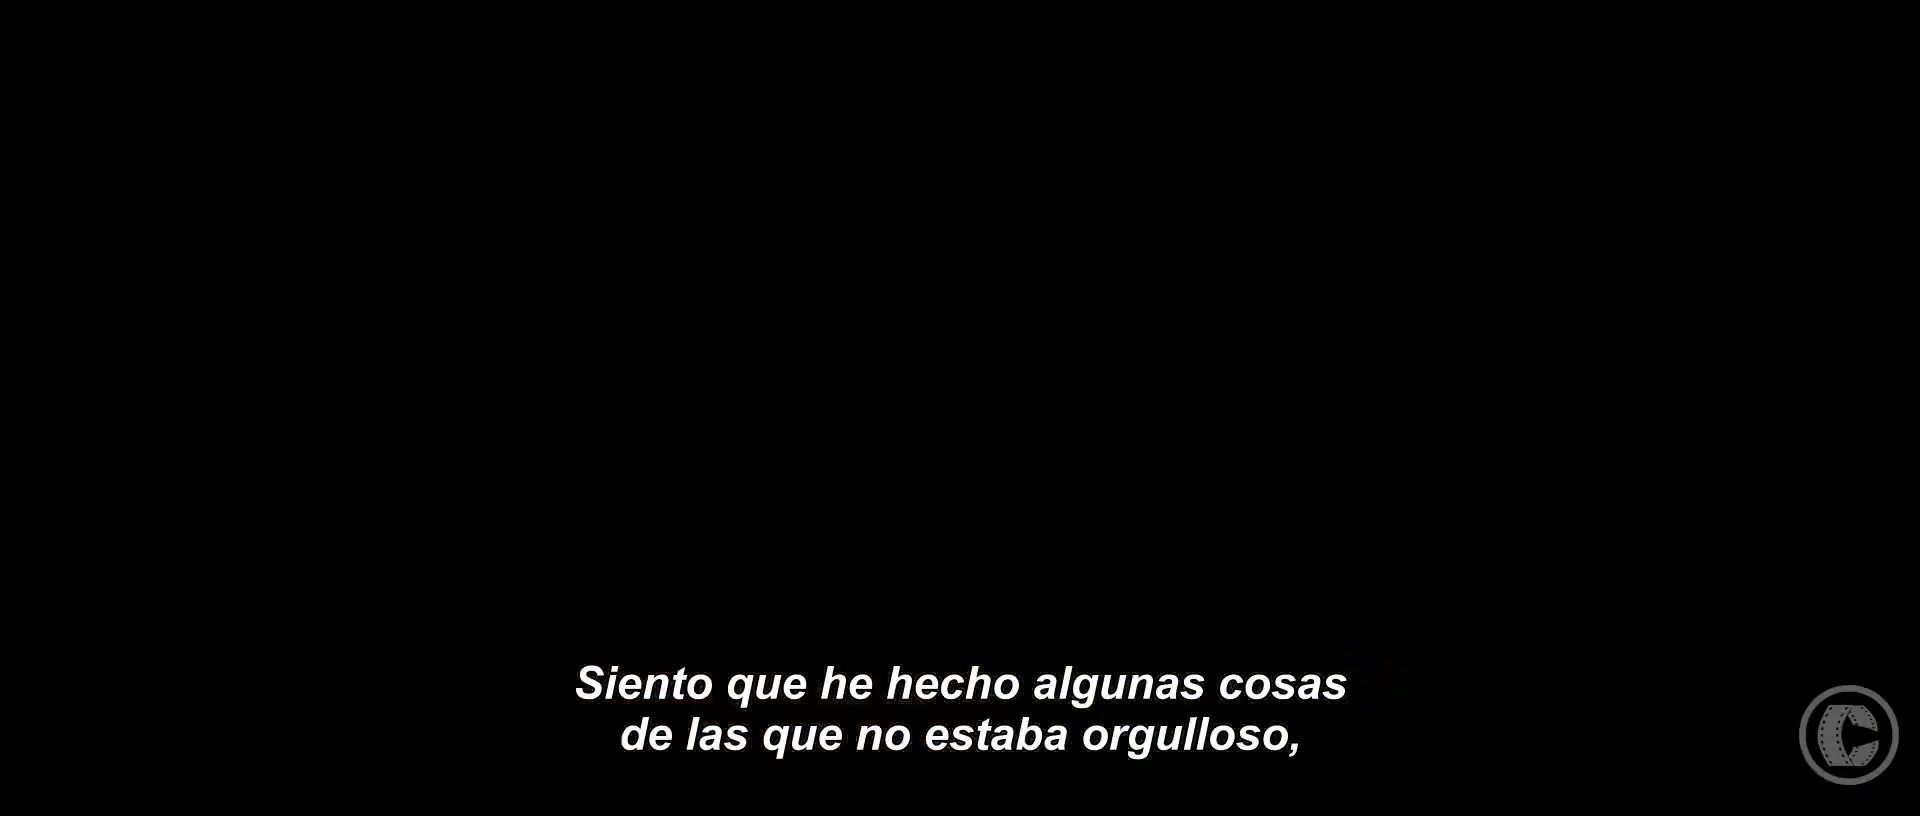 Siento que he hecho algunas cosas
de las que no estaba orgulloso,